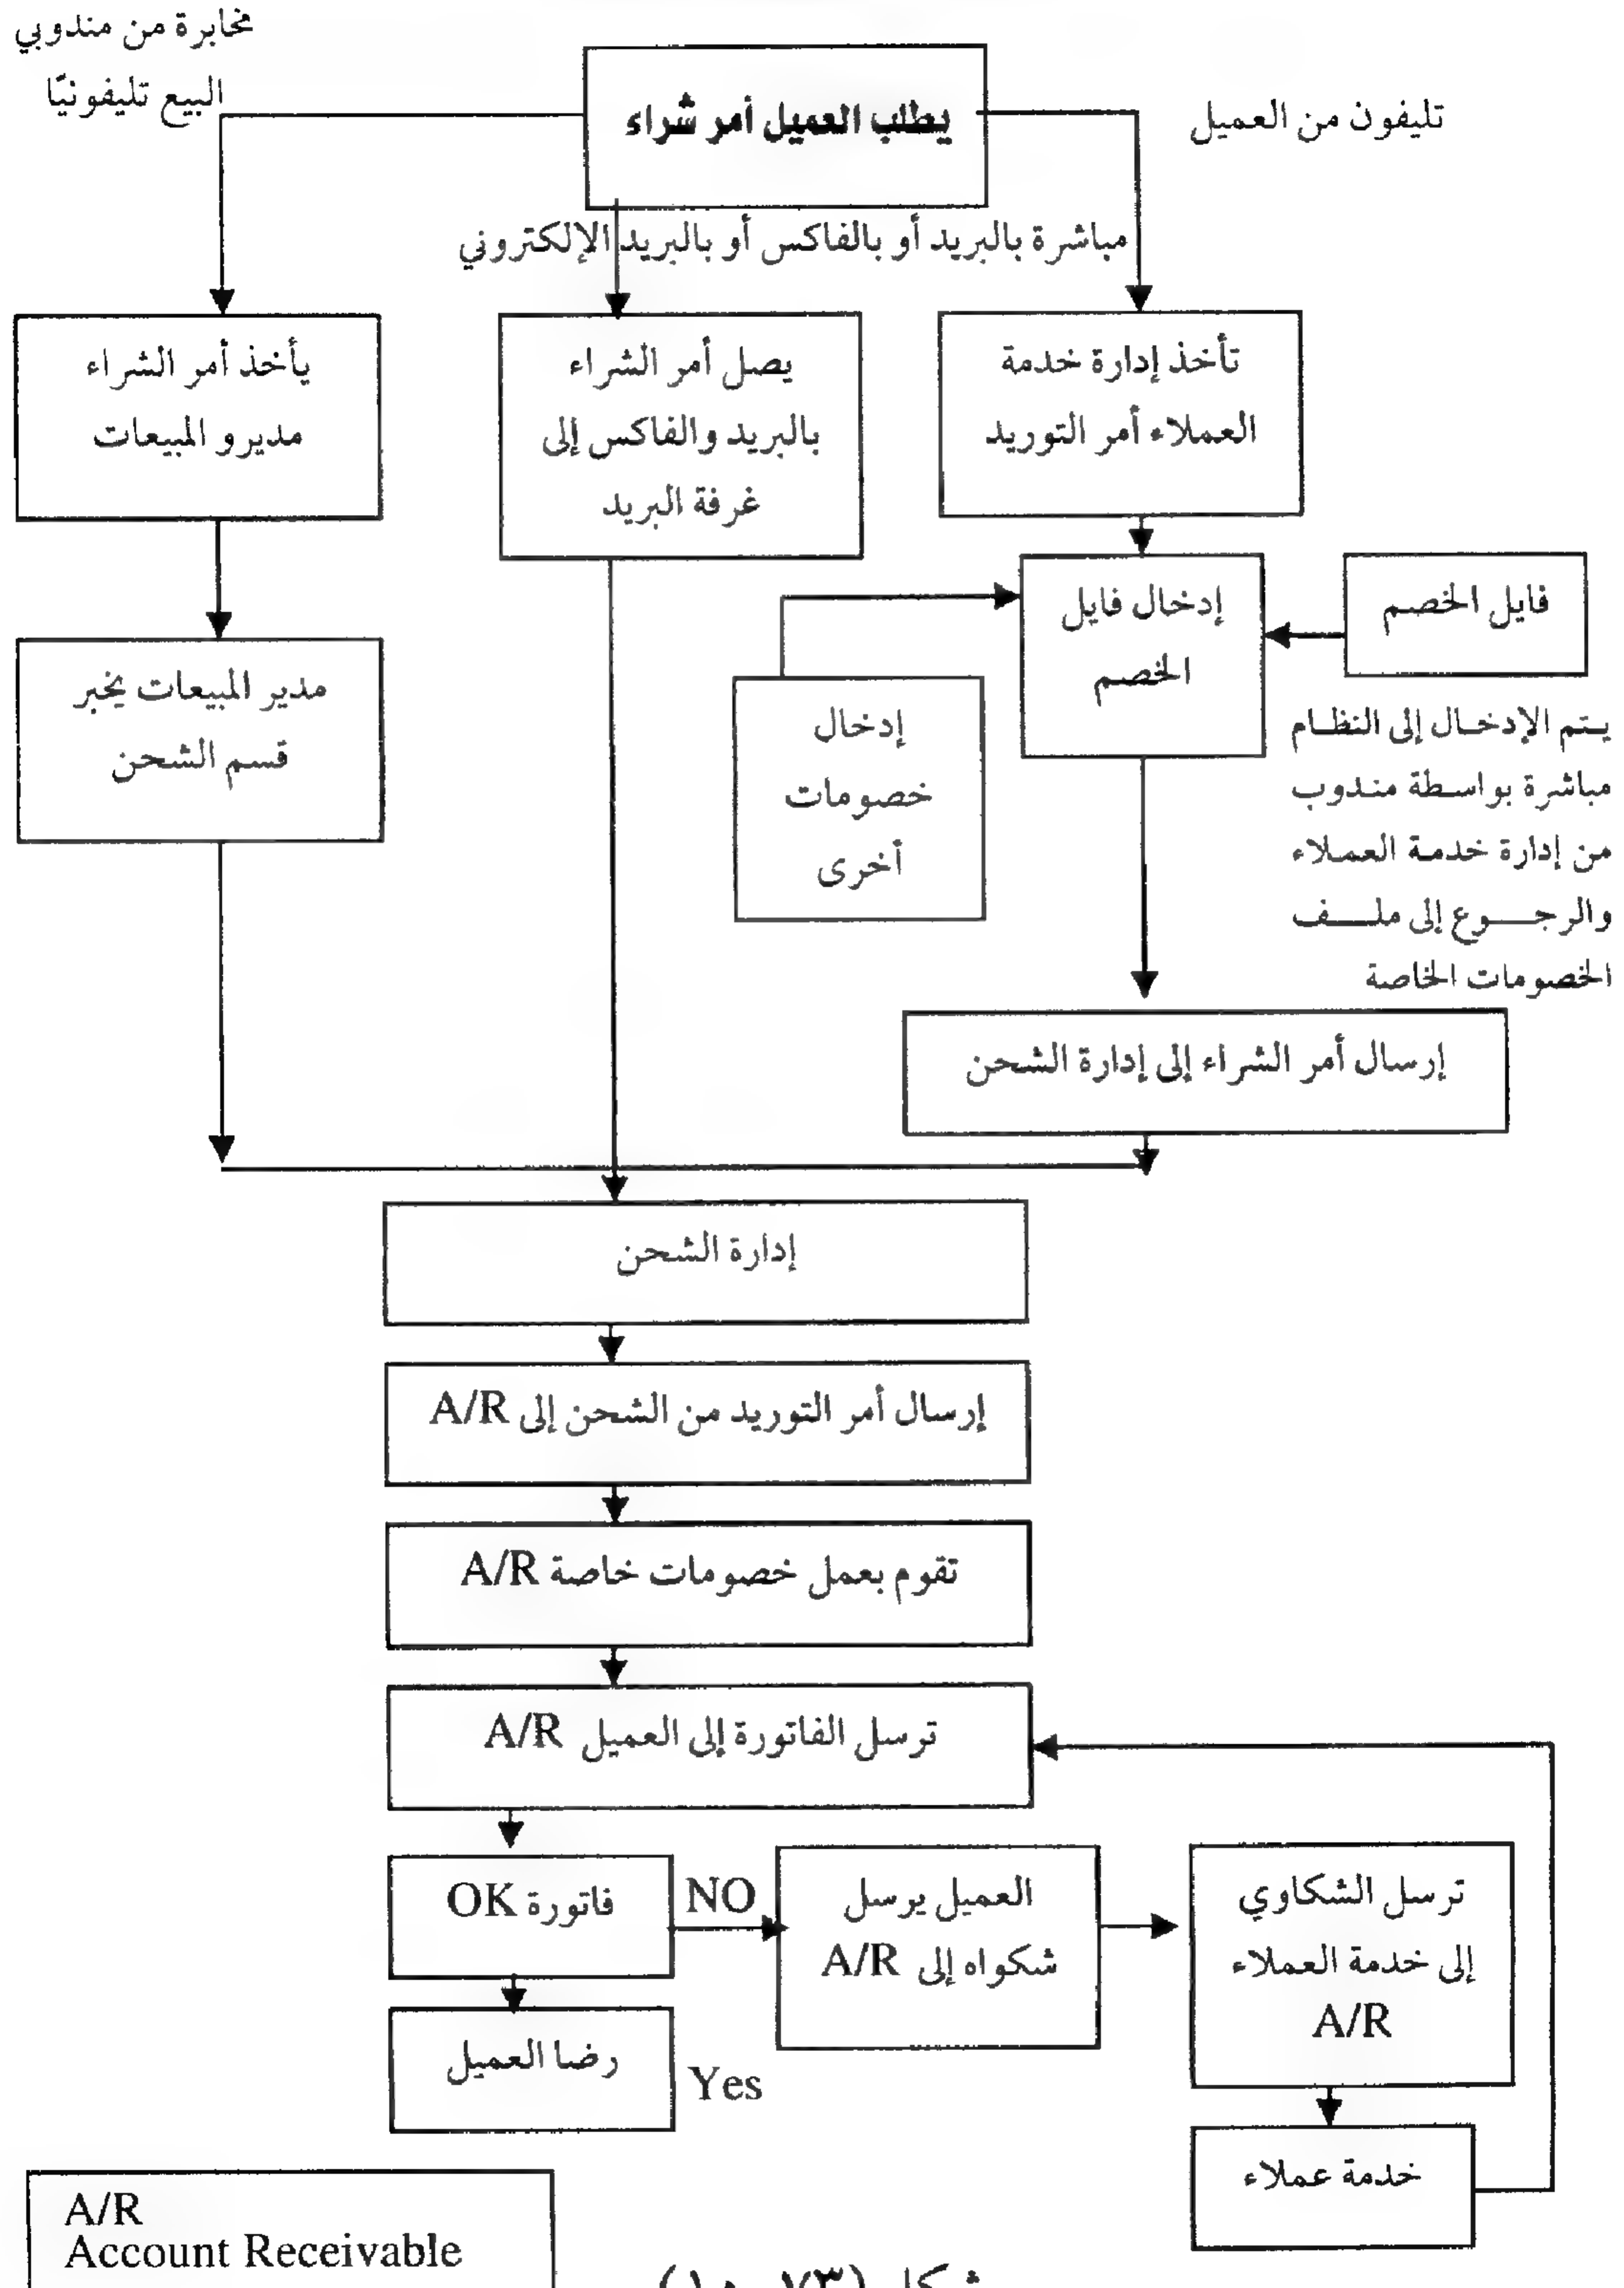 مخابرة من مندوبي
البيع تليفونيًا
يطلب العميل أمر شراء
تليفون من العميل
مباشرة بالبريد أو بالفاكس أو بالبريد الإلكتروني
تأخذ إدارة خدمة
العملاء أمر التوريد
يصل أمر الشراء
بالبريد والفاكس إلى
غرفة البريد
يأخذ أمر الشراء
مديرو المبيعات
فايل الخصم
إدخال فايل
الخصم
إدخال
خصومات
أخرى
مدير المبيعات يخبر
قسم الشحن
يتم الإدخال إلى النظام
مباشرة بواسطة مندوب
من إدارة خدمة العملاء
والرجوع إلى ملف
الخصومات الخاصة
إرسال أمر الشراء إلى إدارة الشحن
إدارة الشحن
إرسال أمر التوريد من الشحن إلى A/R
تقوم بعمل خصومات خاصة A/R
ترسل الفاتورة إلى العميل A/R
فاتورة OK
NO
العميل يرسل
شكواه إلى A/R
ترسل الشكاوي
إلى خدمة العملاء
A/R
رضا العميل
Yes
خدمة عملاء
A/R
Account Receivable